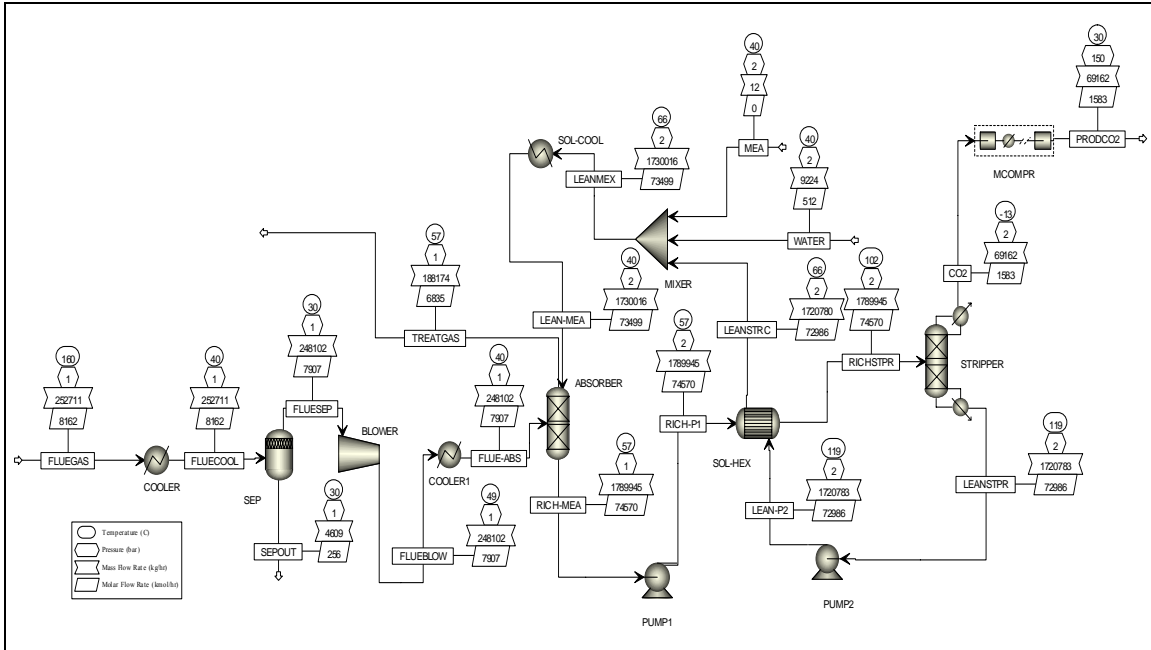 30
150
69162
1583
PRODCO2
MCOMPR
40
2
12
0
MEA
40
2
9224
512
WATER
SOL-COOL
66
2
1730016
73499
LEANMEX
MIXER
-13
2
69162
1583
CO2
57
1
188174
6835
TREATGAS
40
2
1730016
73499
LEAN-MEA
66
2
1720780
72986
LEANSTRC
102
2
1789945
74570
RICHSTPR
STRIPPER
160
1
252711
8162
FLUEGAS
COOLER
40
1
252711
8162
FLUECOOL
30
1
248102
7907
FLUESEP
SEP
BLOWER
40
1
248102
7907
FLUE-ABS
COOLER1
ABSORBER
57
2
1789945
74570
RICH-P1
SOL-HEX
119
2
1720783
72986
LEANSTPR
30
1
4609
256
SEPOUT
49
1
248102
7907
FLUEBLOW
57
1
1789945
74570
RICH-MEA
PUMP1
119
2
1720783
72986
LEAN-P2
PUMP2
Temperature (C)
Pressure (bar)
Mass Flow Rate (kg/hr)
Molar Flow Rate (kmol/hr)